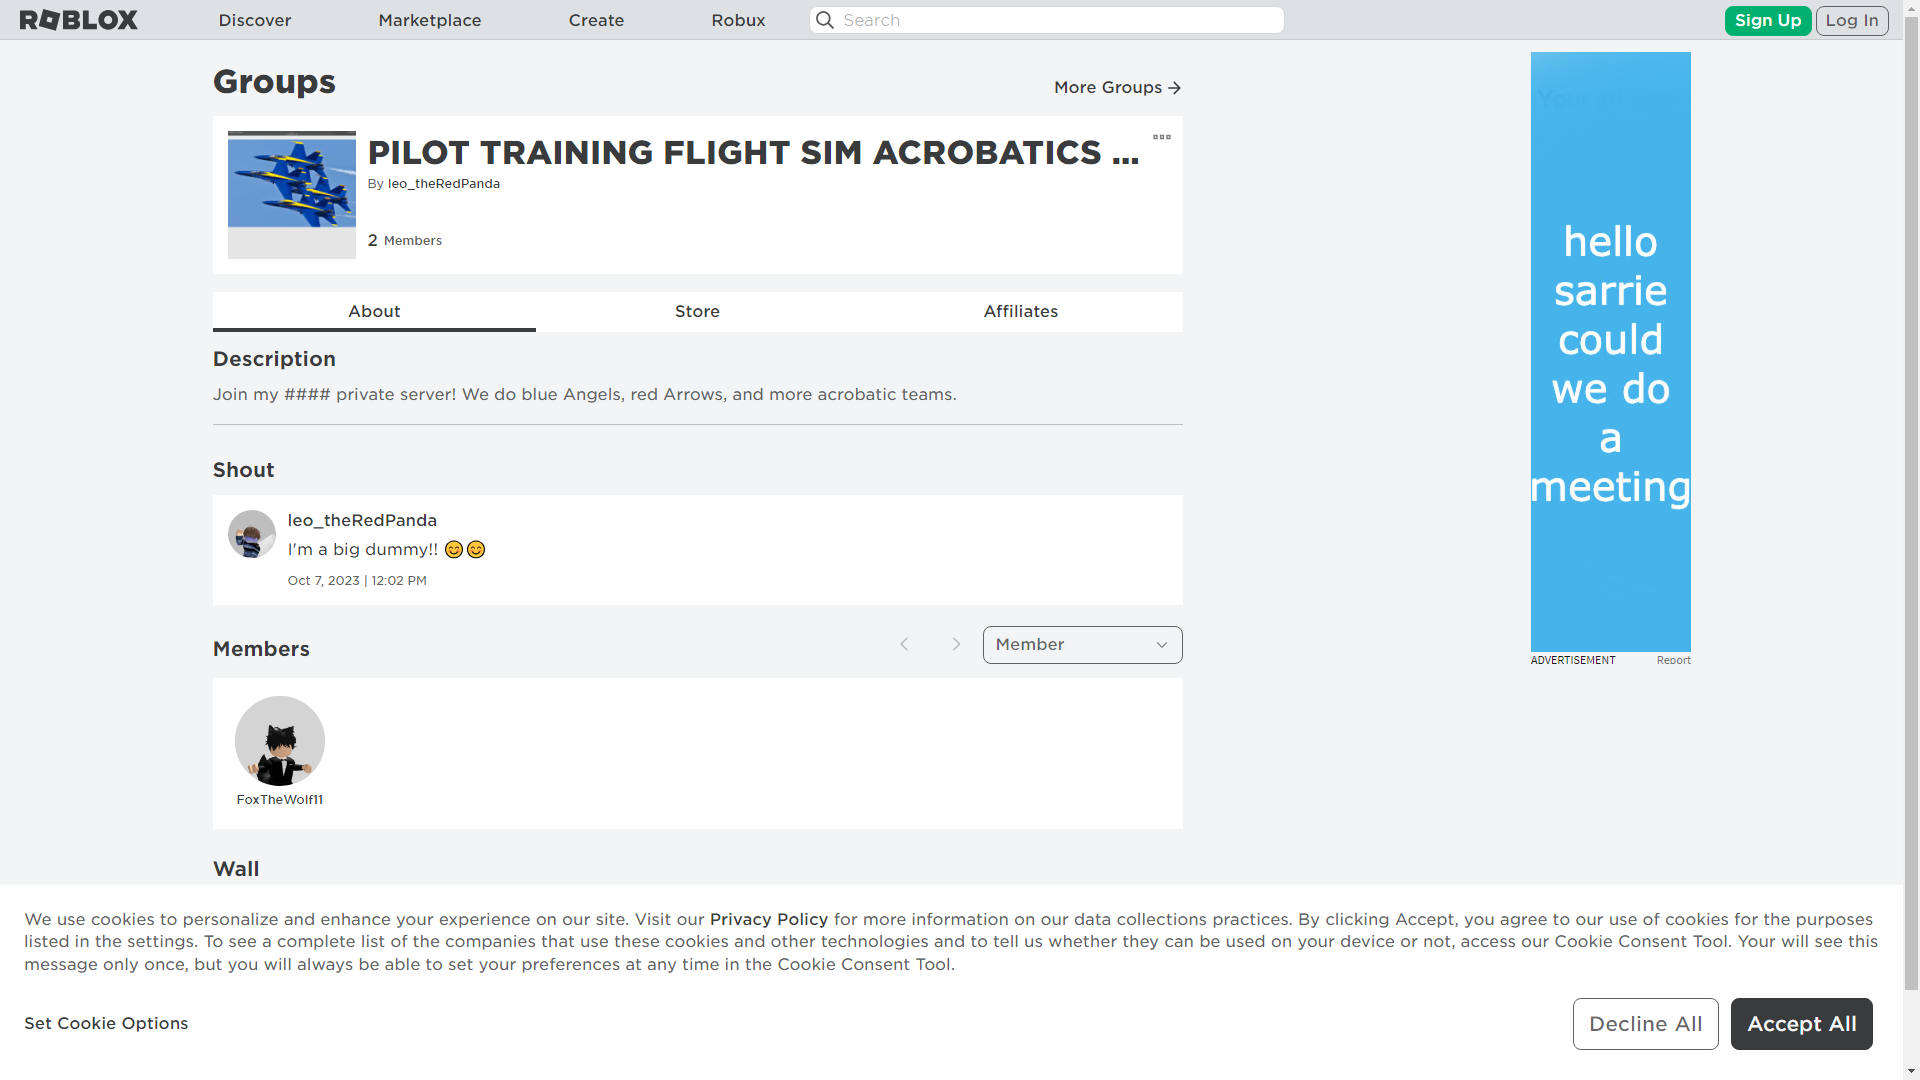 ROBLOX
Discover
Marketplace
Create
Robux
Search
Sign Up
Log In
Groups
More Groups
PILOT TRAINING FLIGHT SIM ACROBATICS ...
By leo_theRedPanda
2 Members
About
Store
Affiliates
Description
Join my #### private server! We do blue Angels, red Arrows, and more acrobatic teams.
Shout
leo_theRedPanda
I'm a big dummy!! 😊😊
Oct 7, 2023 | 12:02 PM
Members
Member
FoxTheWolf11
Wall
hello
sarrie
could
we do
a
meeting
ADVERTISEMENT
Report
We use cookies to personalize and enhance your experience on our site. Visit our Privacy Policy for more information on our data collections practices. By clicking Accept, you agree to our use of cookies for the purposes
listed in the settings. To see a complete list of the companies that use these cookies and other technologies and to tell us whether they can be used on your device or not, access our Cookie Consent Tool. Your will see this
message only once, but you will always be able to set your preferences at any time in the Cookie Consent Tool.
Set Cookie Options
Decline All
Accept All